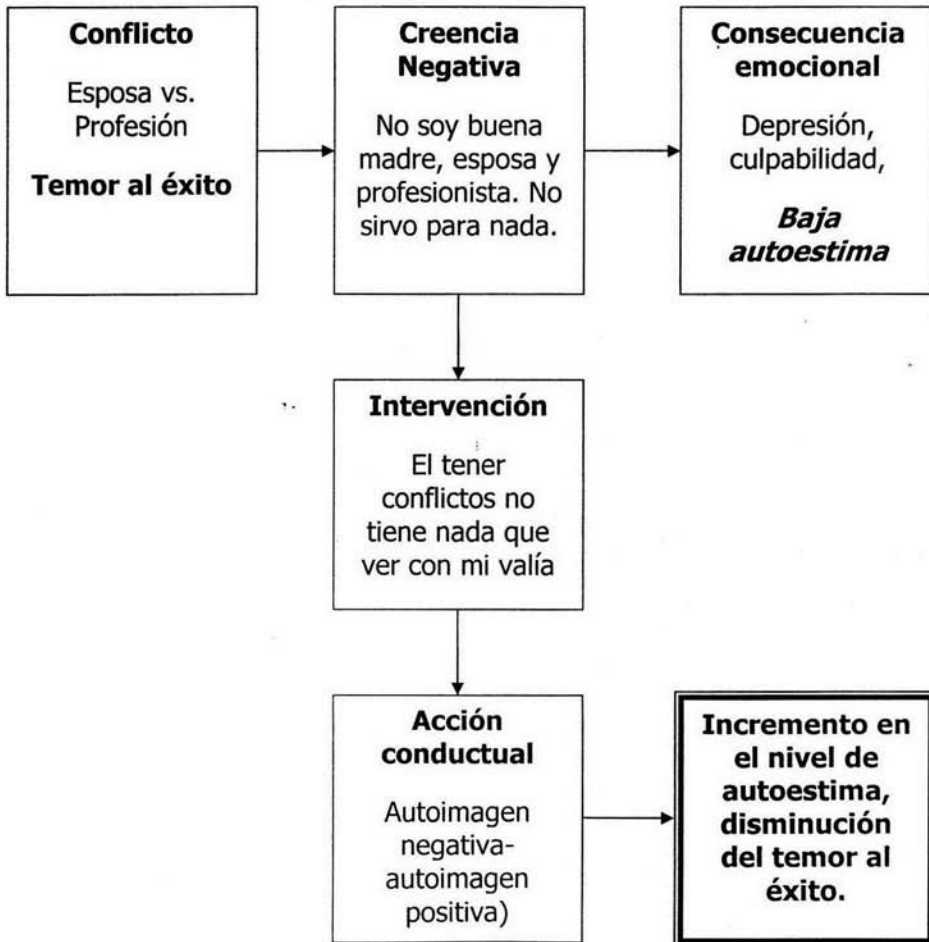 Conflicto
Esposa vs.
Profesión
Temor al éxito
Creencia
Negativa
No soy buena
madre, esposa y
profesionista. No
sirvo para nada.
Consecuencia
emocional
Depresión,
culpabilidad,
Baja
autoestima
Intervención
El tener
conflictos no
tiene nada que
ver con mi valía
Acción
conductual
Autoimagen
negativa-
autoimagen
positiva)
Incremento en
el nivel de
autoestima,
disminución
del temor al
éxito.